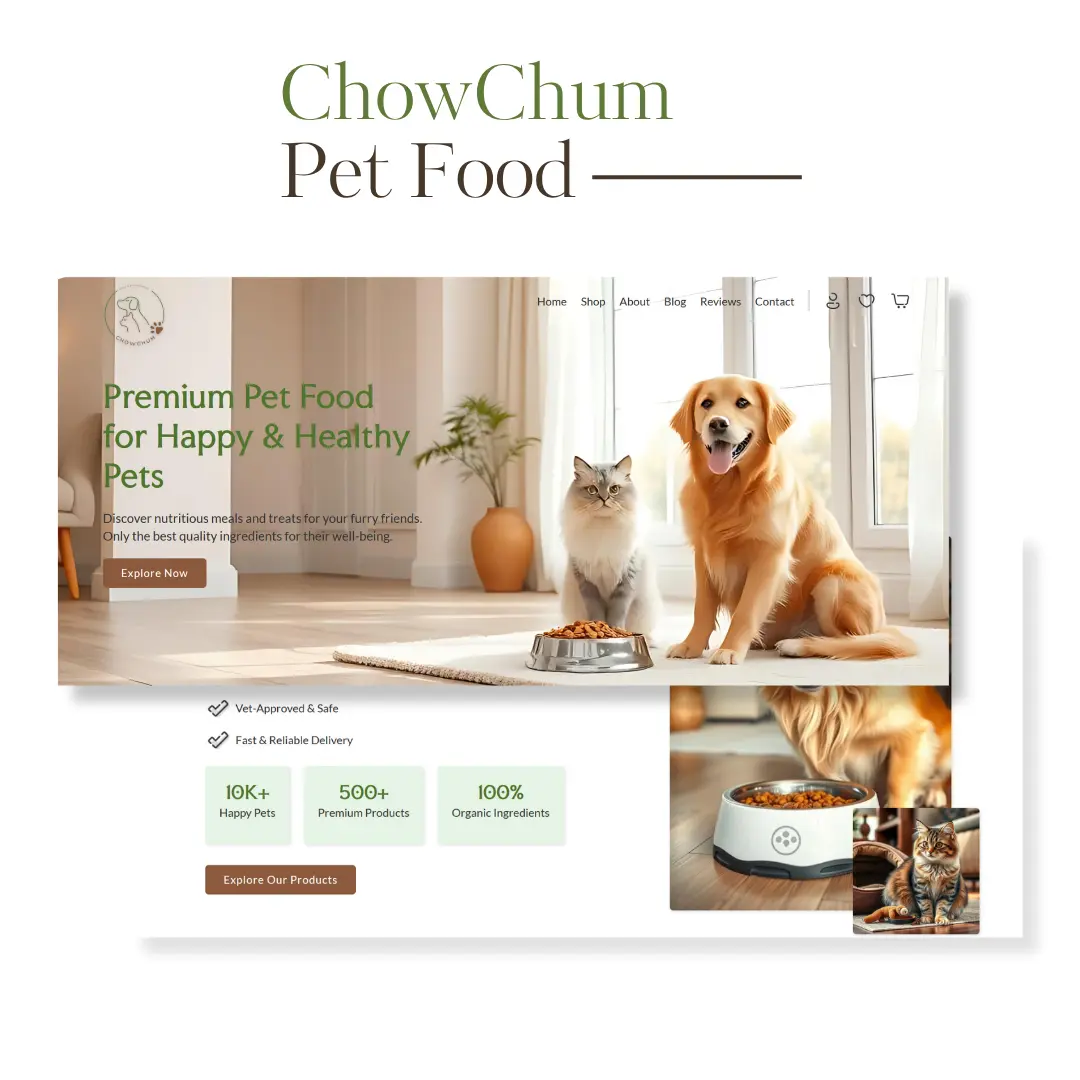 ChowChum
Pet Food
CHOWCHUM
Home Shop About Blog Reviews Contact
Premium Pet Food
for Happy & Healthy
Pets
Discover nutritious meals and treats for your furry friends.
Only the best quality ingredients for their well-being.
Explore Now
Vet-Approved & Safe
Fast & Reliable Delivery
10K+
Happy Pets
500+
Premium Products
100%
Organic Ingredients
Explore Our Products